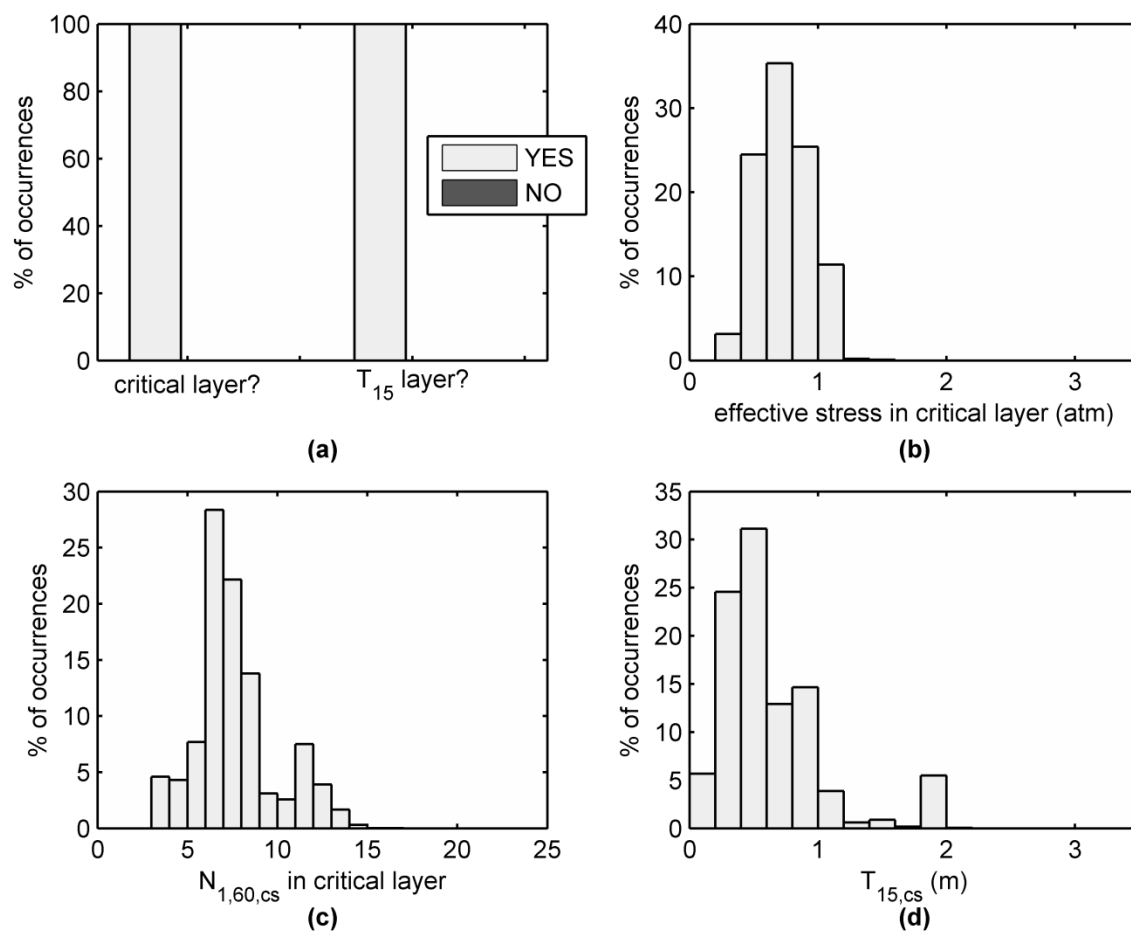 100
80
60
40
20
0
% of occurrences
YES
NO
critical layer?
T15 layer?
(a)
40
30
20
10
0
% of occurrences
0 1 2 3
effective stress in critical layer (atm)
(b)
30
25
20
15
10
5
0
% of occurrences
0 5 10 15 20 25
N1,60,cs in critical layer
(c)
35
30
25
20
15
10
5
0
% of occurrences
0 1 2 3
T15,cs (m)
(d)